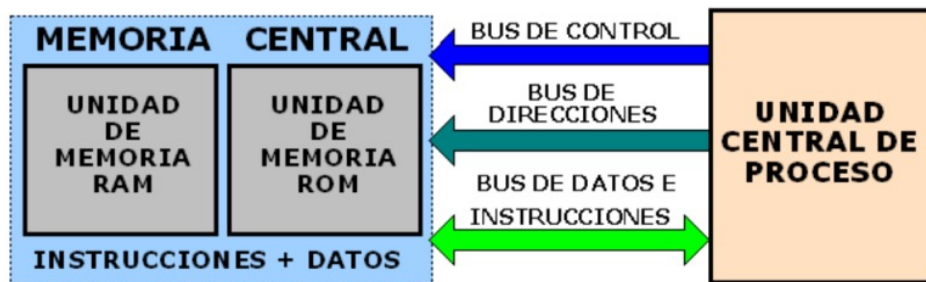 MEMORIA CENTRAL
UNIDAD
DE
MEMORIA
RAM
UNIDAD
DE
MEMORIA
ROM
INSTRUCCIONES + DATOS
BUS DE CONTROL
BUS DE
DIRECCIONES
BUS DE DATOS E
INSTRUCCIONES
UNIDAD
CENTRAL DE
PROCESO